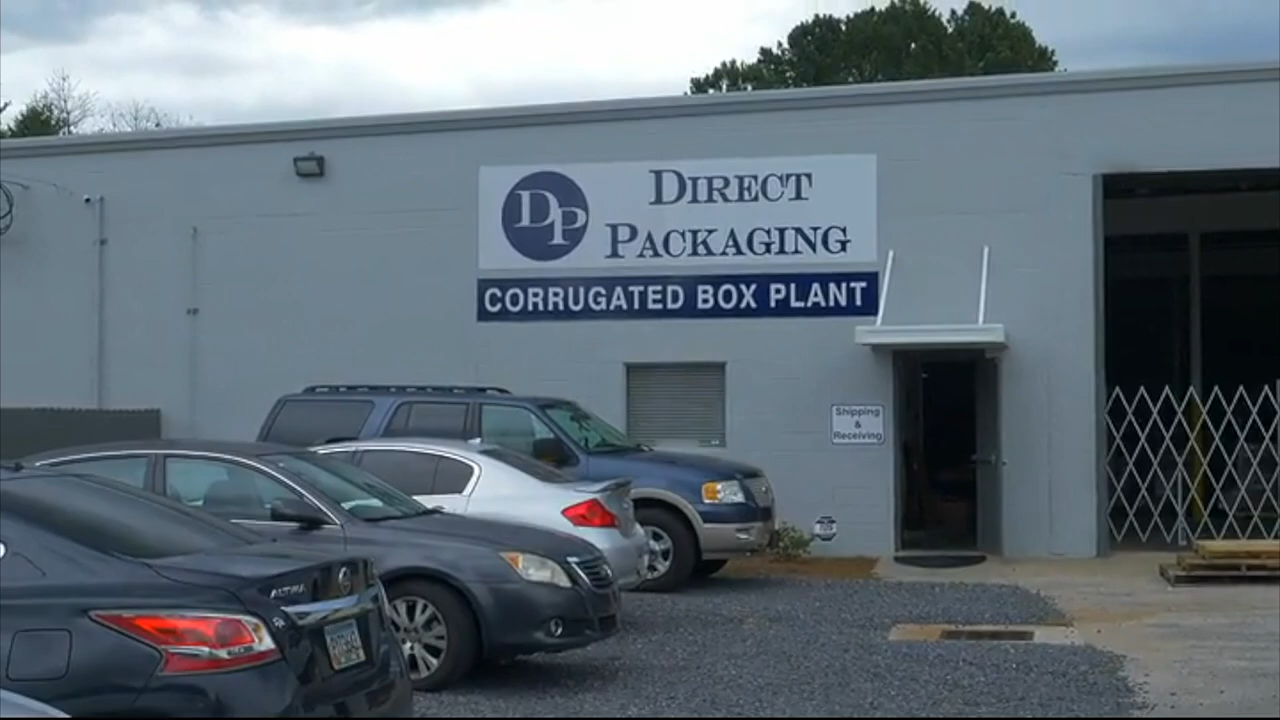 DP
DIRECT
PACKAGING
CORRUGATED BOX PLANT
Shipping
&
Receiving
ALTIMA